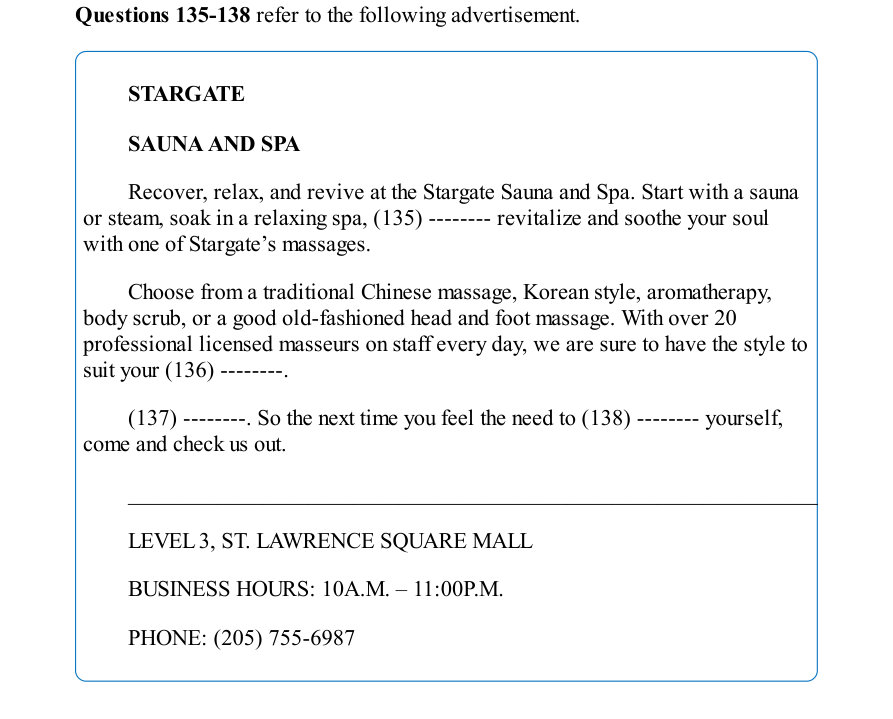 Questions 135-138 refer to the following advertisement.
STARGATE
SAUNA AND SPA
Recover, relax, and revive at the Stargate Sauna and Spa. Start with a sauna
or steam, soak in a relaxing spa, (135) -------- revitalize and soothe your soul
with one of Stargate’s massages.
Choose from a traditional Chinese massage, Korean style, aromatherapy,
body scrub, or a good old-fashioned head and foot massage. With over 20
professional licensed masseurs on staff every day, we are sure to have the style to
suit your (136) --------.
(137) --------. So the next time you feel the need to (138) -------- yourself,
come and check us out.
LEVEL 3, ST. LAWRENCE SQUARE MALL
BUSINESS HOURS: 10A.M. – 11:00P.M.
PHONE: (205) 755-6987